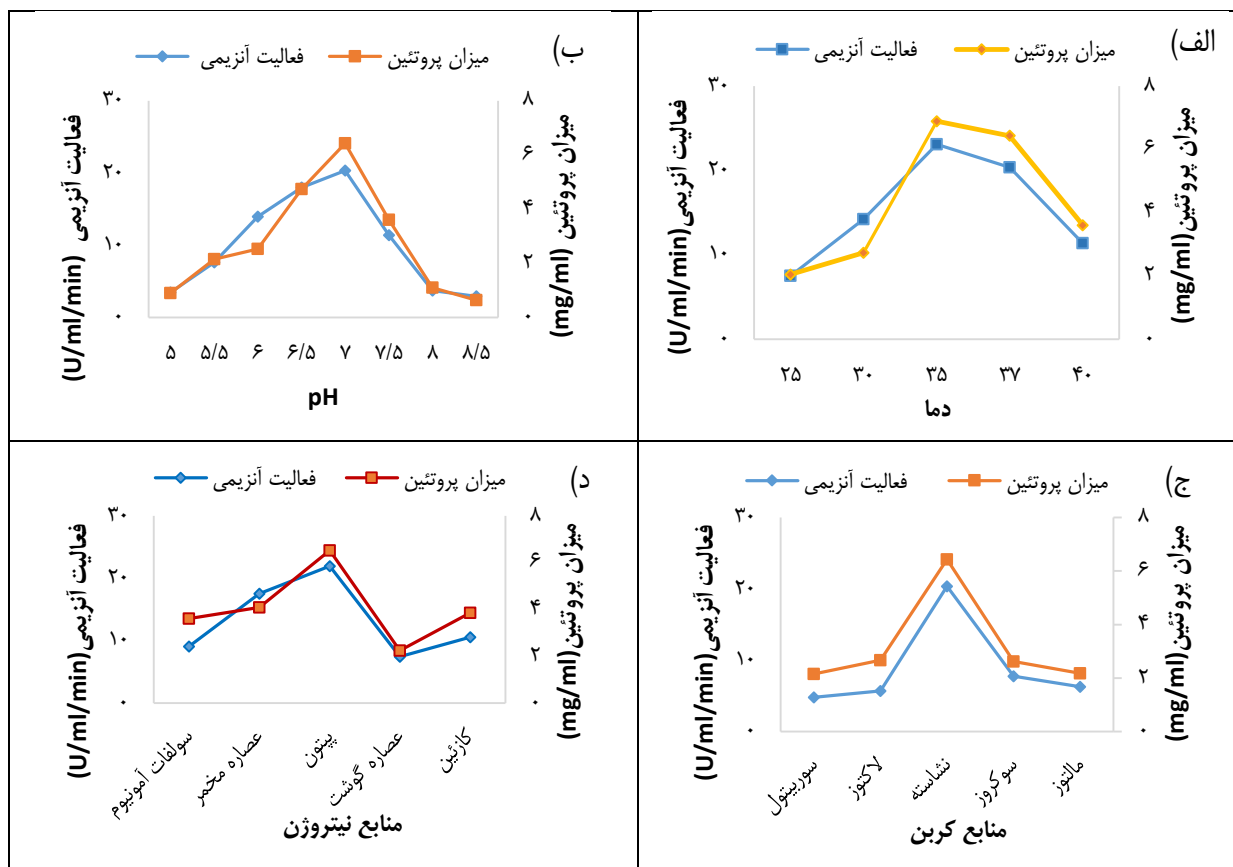 الف)
فعالیت آنزیمی
میزان پروتئین
فعالیت آنزیمی(U/ml/min)
۳۰
۲۰
۱۰
۰
میزان پروتئین(mg/ml)
۸
۶
۴
۲
۰
۲۵ ۳۰ ۳۵ ۳۷ ۴۰
دما
ب)
فعالیت آنزیمی
میزان پروتئین
فعالیت آنزیمی (U/ml/min)
۳۰
۲۰
۱۰
۰
میزان پروتئین (mg/ml)
۸
۶
۴
۲
۰
۵ ۵/۵ ۶ ۶/۵ ۷ ۷/۵ ۸ ۸/۵
pH
ج)
فعالیت آنزیمی
میزان پروتئین
فعالیت آنزیمی(U/ml/min)
۳۰
۲۰
۱۰
۰
میزان پروتئین(mg/ml)
۸
۶
۴
۲
۰
سوربیتول
لاکتوز
نشاسته
سوکروز
مالتوز
منابع کربن
د)
فعالیت آنزیمی
میزان پروتئین
فعالیت آنزیمی(U/ml/min)
۳۰
۲۰
۱۰
۰
میزان پروتئین(mg/ml)
۸
۶
۴
۲
۰
سولفات آمونیوم
عصاره مخمر
پپتون
عصاره گوشت
کازئین
منابع نیتروژن